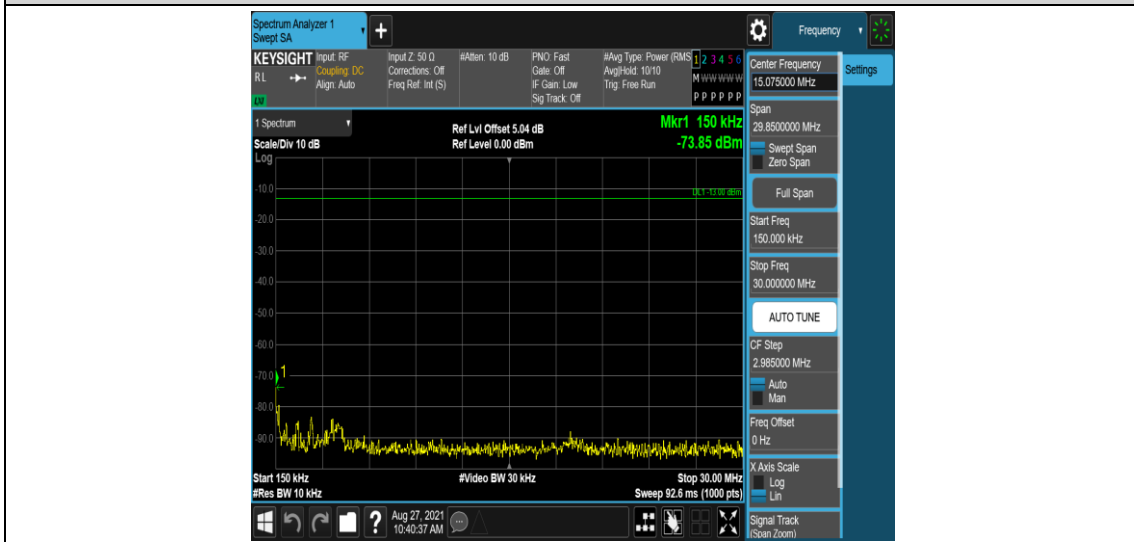 Spectrum Analyzer 1
Swept SA
+
Frequency
KEYSIGHT
RL
LXI
Input: RF
Coupling: DC
Align: Auto
Input Z: 50 Ω
Corrections: Off
Freq Ref: Int (S)
#Atten: 10 dB
PNO: Fast
Gate: Off
IF Gain: Low
Sig Track: Off
#Avg Type: Power (RMS
Avg|Hold: 10/10
Trig: Free Run
1 2 3 4 5 6
M W W W W W
P P P P P P
Center Frequency
15.075000 MHz
Settings
Span
29.8500000 MHz
Swept Span
Zero Span
Full Span
Start Freq
150.000 kHz
Stop Freq
30.000000 MHz
AUTO TUNE
CF Step
2.985000 MHz
Auto
Man
Freq Offset
0 Hz
X Axis Scale
Log
Lin
Signal Track
(Span Zoom)
1 Spectrum
Scale/Div 10 dB
Log
Ref Lvl Offset 5.04 dB
Ref Level 0.00 dBm
Mkr1 150 kHz
-73.85 dBm
DL1 -13.00 dBm
-10.0
-20.0
-30.0
-40.0
-50.0
-60.0
-70.0
1
-80.0
-90.0
Start 150 kHz
#Video BW 30 kHz
Stop 30.00 MHz
#Res BW 10 kHz
Sweep 92.6 ms (1000 pts)
?
Aug 27, 2021
10:40:37 AM